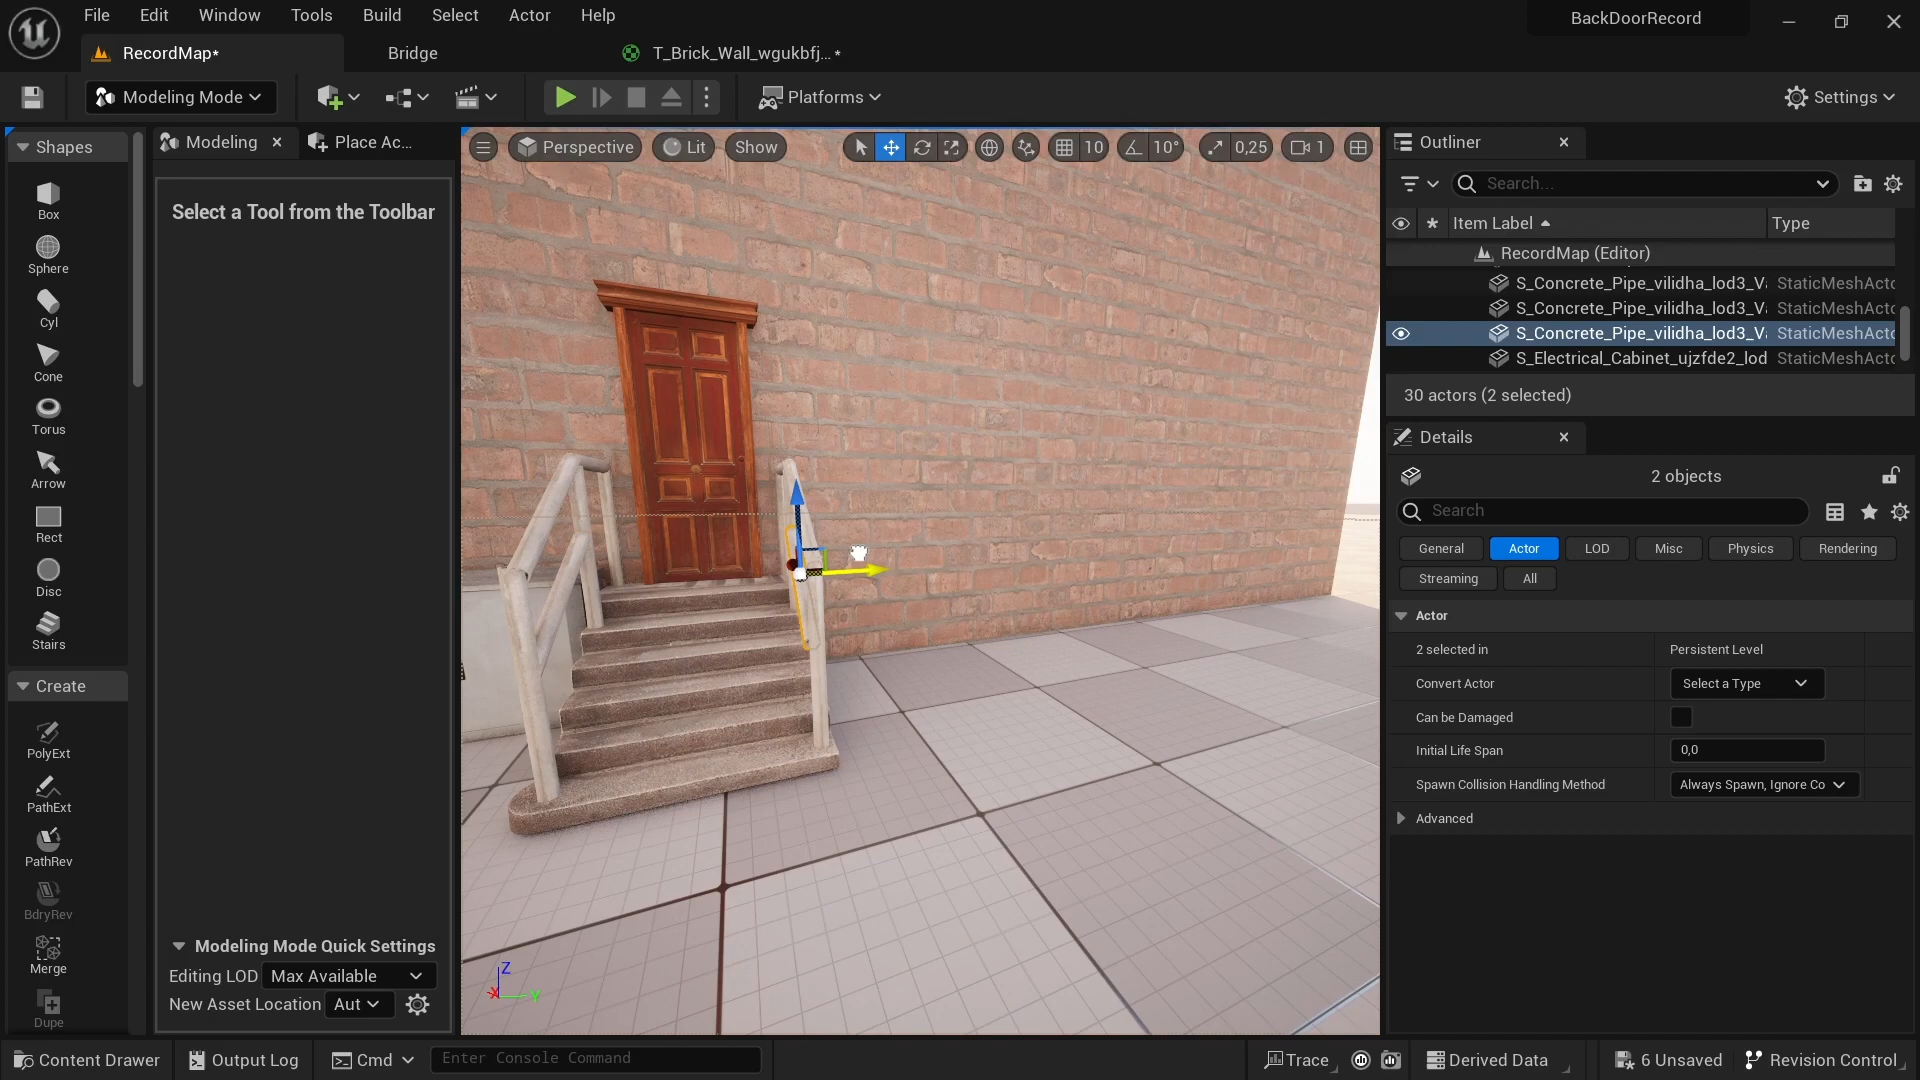 File Edit Window Tools Build Select Actor Help
BackDoorRecord
RecordMap*
Bridge
T_Brick_Wall_wgukbfj... *
Modeling Mode
Platforms
Settings
Shapes
Box
Sphere
Cyl
Cone
Torus
Arrow
Rect
Disc
Stairs
Create
PolyExt
PathExt
PathRev
BdryRev
Merge
Dupe
Modeling
Place Ac...
Select a Tool from the Toolbar
Modeling Mode Quick Settings
Editing LOD Max Available
New Asset Location Aut
Perspective Lit Show
10 10° 0,25 1
Z
X Y
Outliner
Search...
Item Label Type
RecordMap (Editor)
S_Concrete_Pipe_vilidha_lod3_Va StaticMeshActo
S_Concrete_Pipe_vilidha_lod3_Va StaticMeshActo
S_Concrete_Pipe_vilidha_lod3_Va StaticMeshActo
S_Electrical_Cabinet_ujzfde2_lod StaticMeshActo
30 actors (2 selected)
Details
2 objects
Search
General Actor LOD Misc Physics Rendering
Streaming All
Actor
2 selected in Persistent Level
Convert Actor Select a Type
Can be Damaged
Initial Life Span 0,0
Spawn Collision Handling Method Always Spawn, Ignore Co
Advanced
Content Drawer Output Log Cmd Enter Console Command Trace Derived Data 6 Unsaved Revision Control